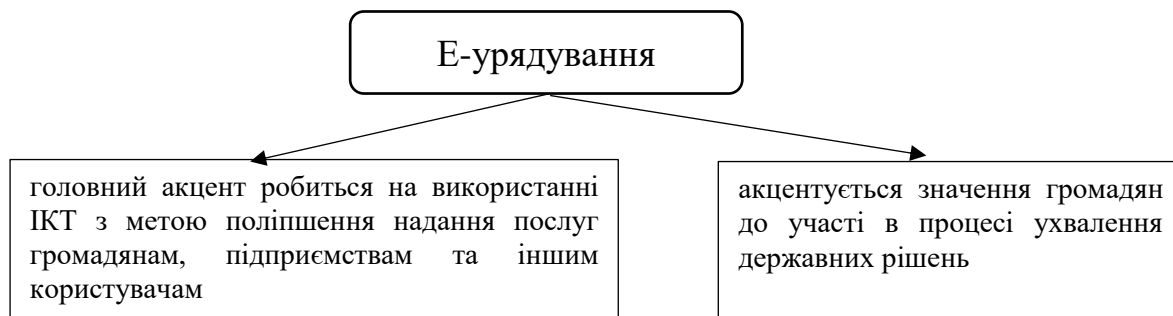 Е-урядування
головний акцент робиться на використанні
ІКТ з метою поліпшення надання послуг
громадянам, підприємствам та іншим
користувачам
акцентується значення громадян
до участі в процесі ухвалення
державних рішень